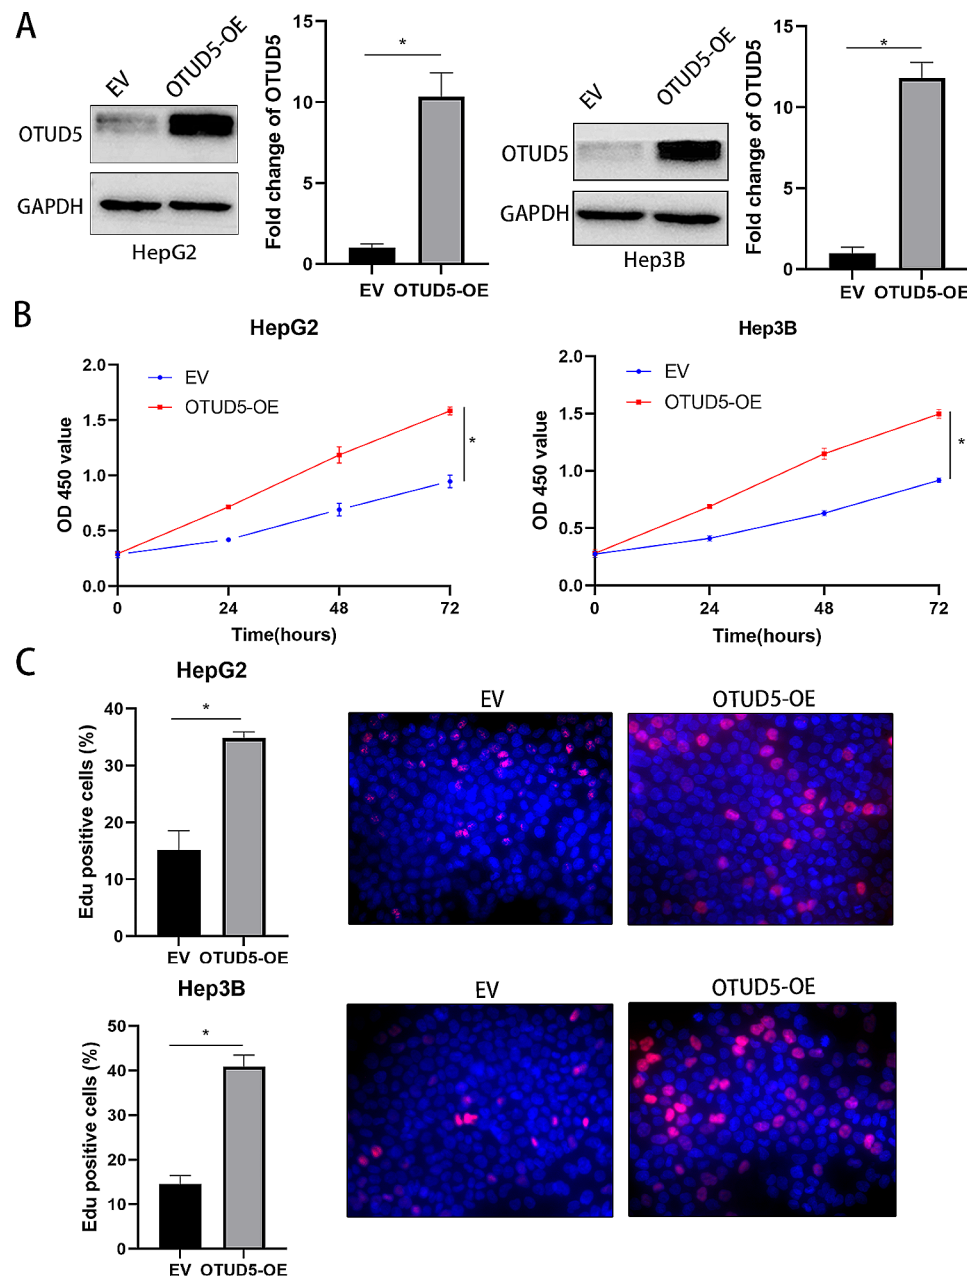 A
EV
OTUD5-OE
OTUD5
GAPDH
HepG2
Fold change of OTUD5
15
10
5
0
*
EV OTUD5-OE
EV
OTUD5-OE
OTUD5
GAPDH
Hep3B
Fold change of OTUD5
15
10
5
0
*
EV OTUD5-OE
B
HepG2
OD 450 value
2.0
1.5
1.0
0.5
0.0
EV
OTUD5-OE
*
0 24 48 72
Time(hours)
Hep3B
OD 450 value
2.0
1.5
1.0
0.5
0.0
EV
OTUD5-OE
*
0 24 48 72
Time(hours)
C
HepG2
Edu positive cells (%)
40
30
20
10
0
*
EV OTUD5-OE
EV
OTUD5-OE
Hep3B
Edu positive cells (%)
50
40
30
20
10
0
*
EV OTUD5-OE
EV
OTUD5-OE